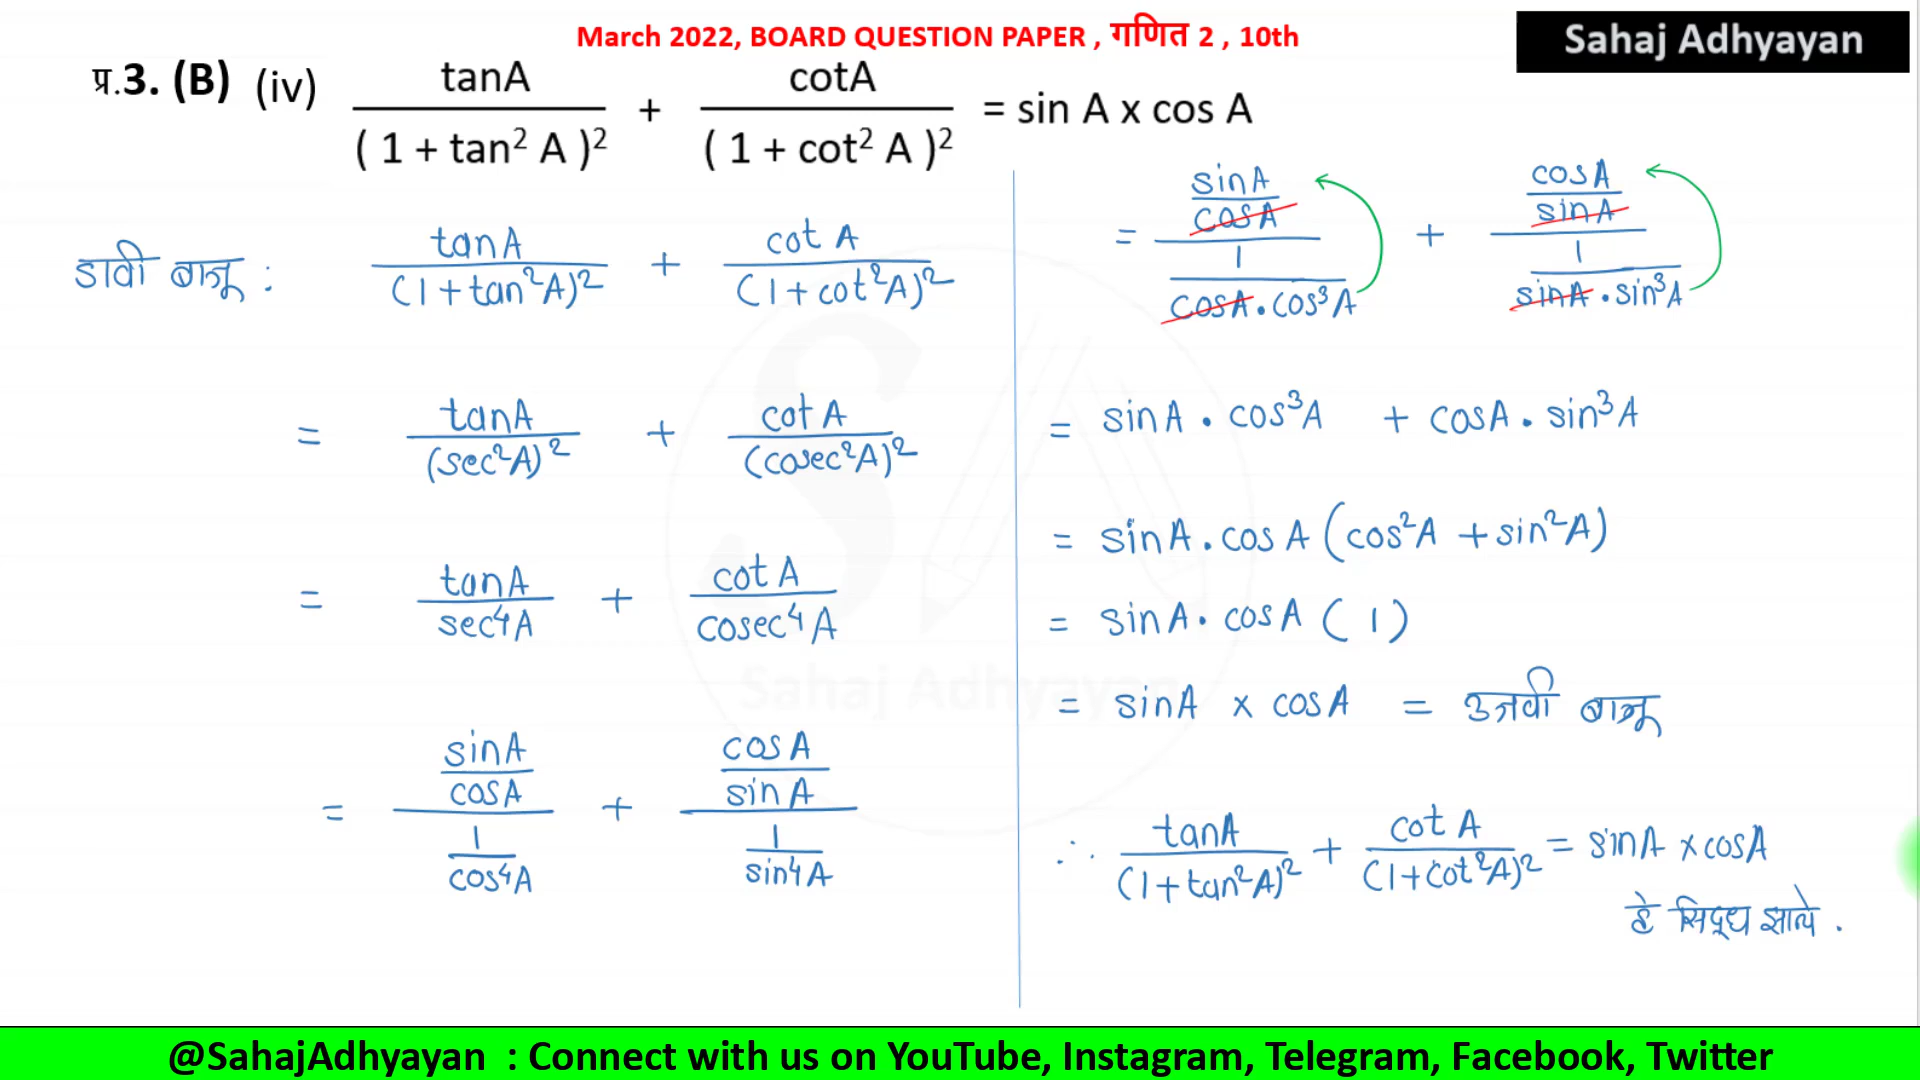 March 2022, BOARD QUESTION PAPER , गणित 2 , 10th
Sahaj Adhyayan
प्र.3. (B) (iv) tanA / ( 1 + tan² A )² + cotA / ( 1 + cot² A )² = sin A x cos A
डावी बाजू : tanA / (1+tan²A)² + cot A / (1+cot²A)²
= tanA / (sec²A)² + cot A / (cosec²A)²
= tanA / sec⁴A + cot A / cosec⁴A
= (sinA / cosA) / (1 / cos⁴A) + (cosA / sinA) / (1 / sin⁴A)
= (sinA / cosA) / (1 / cosA . cos³A) + (cosA / sinA) / (1 / sinA . sin³A)
= sinA . cos³A + cosA . sin³A
= sinA . cosA (cos²A + sin²A)
= sinA . cosA ( 1 )
= sinA × cosA = उजवी बाजू
∴ tanA / (1+tan²A)² + cot A / (1+cot²A)² = sinA × cosA
हे सिद्ध झाले .
Sahaj Adhyayan
@SahajAdhyayan : Connect with us on YouTube, Instagram, Telegram, Facebook, Twitter